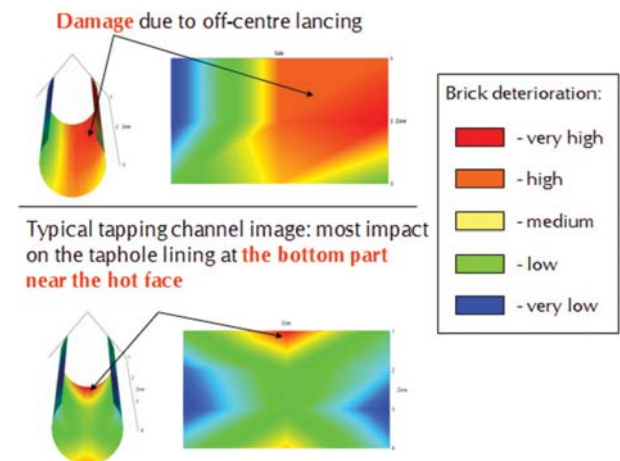 Damage due to off-centre lancing
Brick deterioration:
- very high
- high
- medium
- low
- very low
Typical tapping channel image: most impact
on the taphole lining at the bottom part
near the hot face